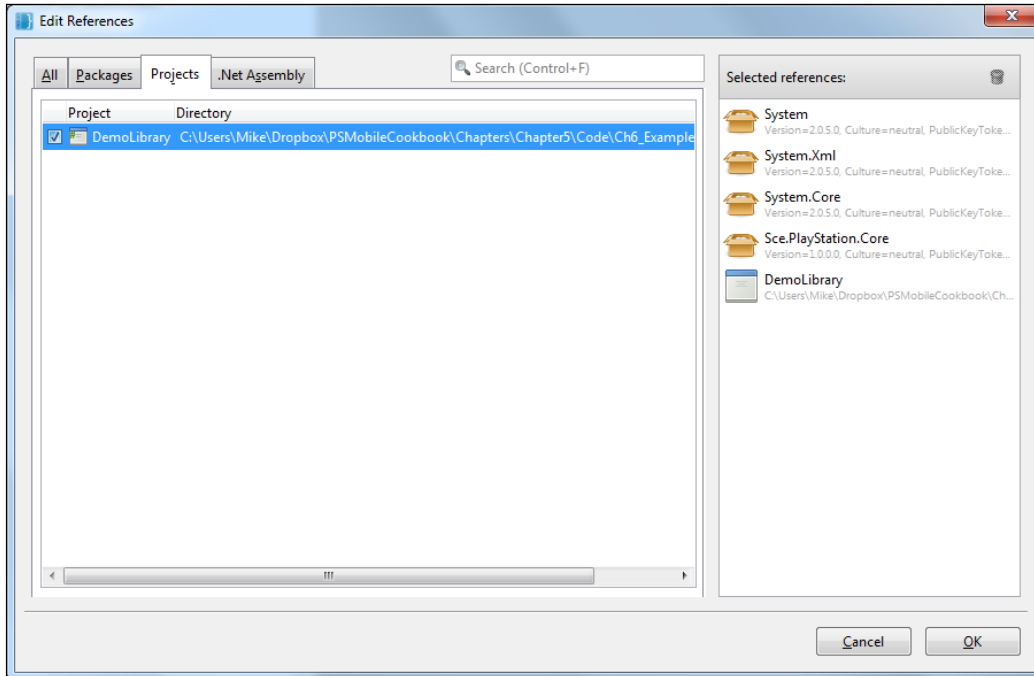 Edit References
All Packages Projects .Net Assembly
Search (Control+F)
Project Directory
DemoLibrary C:\Users\Mike\Dropbox\PSMobileCookbook\Chapters\Chapter5\Code\Ch6_Example
Selected references:
System
Version=2.0.5.0, Culture=neutral, PublicKeyToke...
System.Xml
Version=2.0.5.0, Culture=neutral, PublicKeyToke...
System.Core
Version=2.0.5.0, Culture=neutral, PublicKeyToke...
Sce.PlayStation.Core
Version=1.0.0.0, Culture=neutral, PublicKeyToke...
DemoLibrary
C:\Users\Mike\Dropbox\PSMobileCookbook\Ch...
Cancel OK